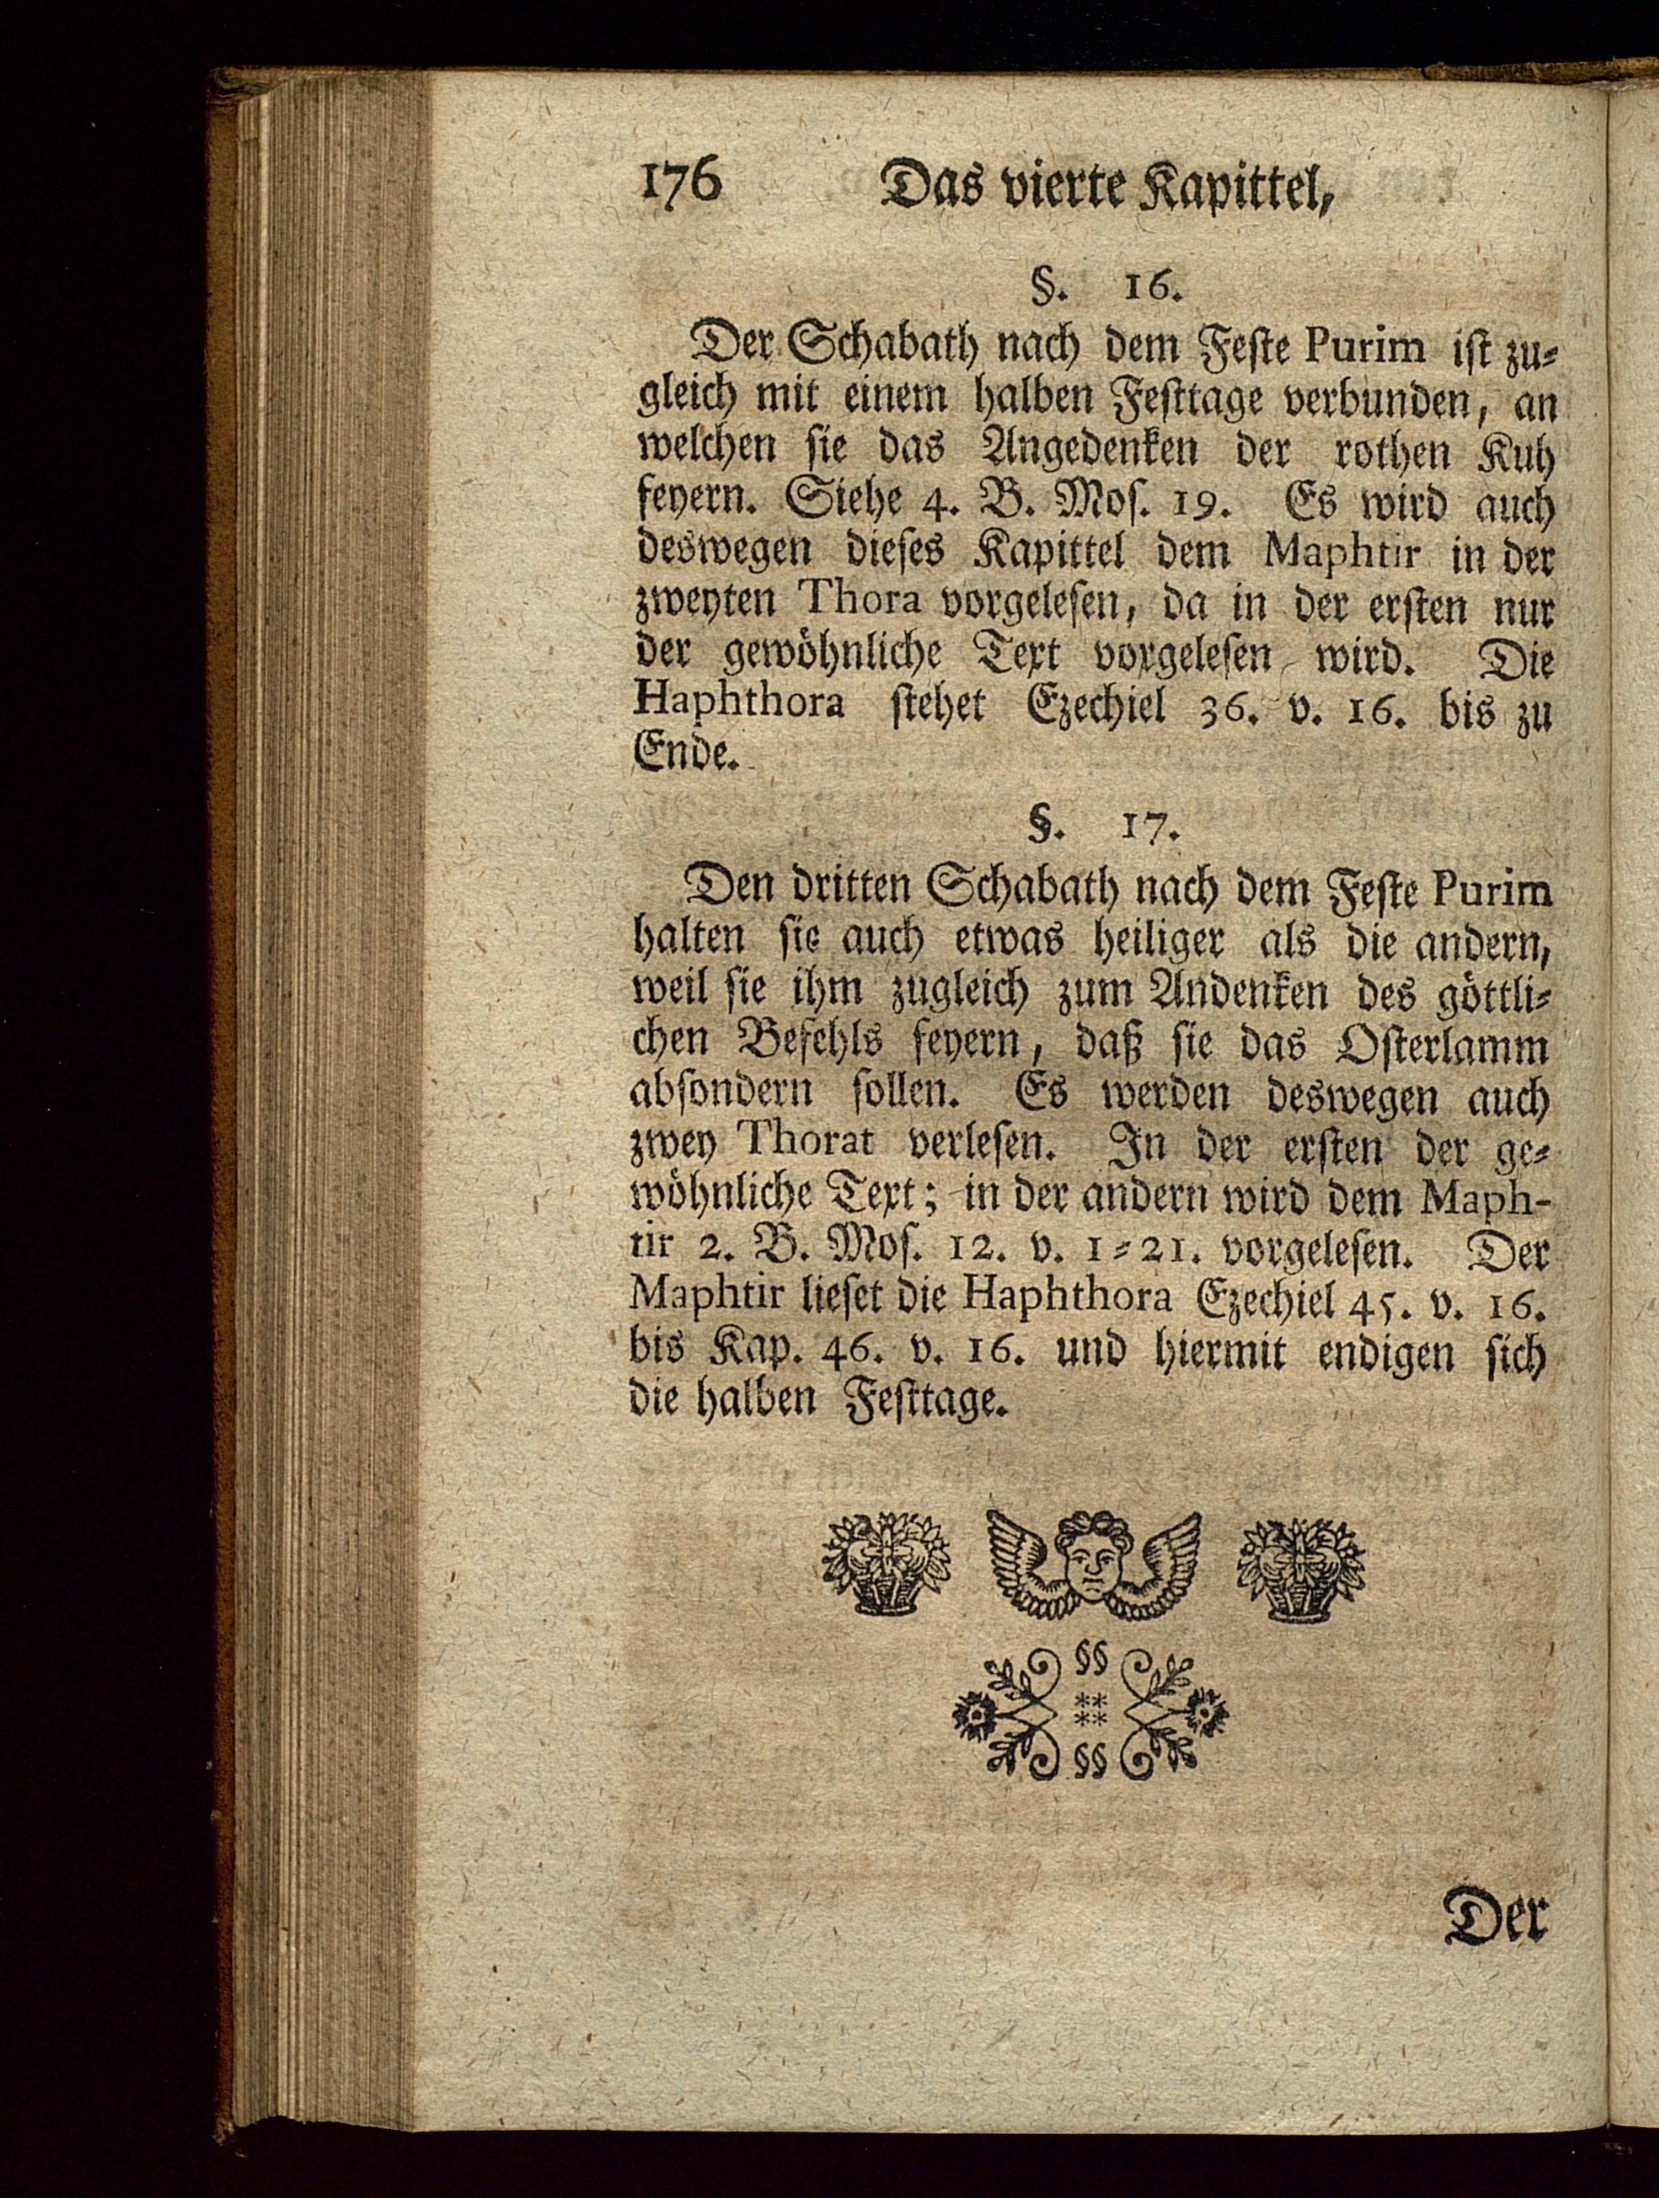 176 Das vierte Kapittel,
§. 16.
Der Schabath nach dem Feste Purim ist zu-
gleich mit einem halben Festtage verbunden, an
welchen sie das Angedenken der rothen Kuh
feyern. Siehe 4. B. Mos. 19. Es wird auch
deswegen dieses Kapittel dem Maphtir in der
zweyten Thora vorgelesen, da in der ersten nur
der gewöhnliche Text vorgelesen wird. Die
Haphthora stehet Ezechiel 36. v. 16. bis zu
Ende.
§. 17.
Den dritten Schabath nach dem Feste Purim
halten sie auch etwas heiliger als die andern,
weil sie ihm zugleich zum Andenken des göttli-
chen Befehls feyern, daß sie das Osterlamm
absondern sollen. Es werden deswegen auch
zwey Thorat verlesen. In der ersten der ge-
wöhnliche Text; in der andern wird dem Maph-
tir 2. B. Mos. 12. v. 1-21. vorgelesen. Der
Maphtir lieset die Haphthora Ezechiel 45. v. 16.
bis Kap. 46. v. 16. und hiermit endigen sich
die halben Festtage.
§§
**
**
§§
Der